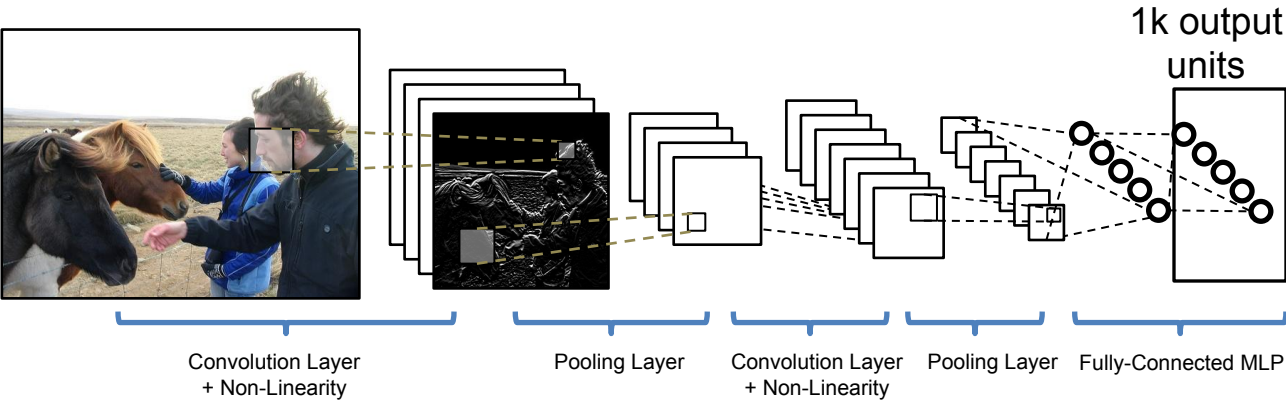 1k output
units
Convolution Layer
+ Non-Linearity
Pooling Layer
Convolution Layer
+ Non-Linearity
Pooling Layer
Fully-Connected MLP